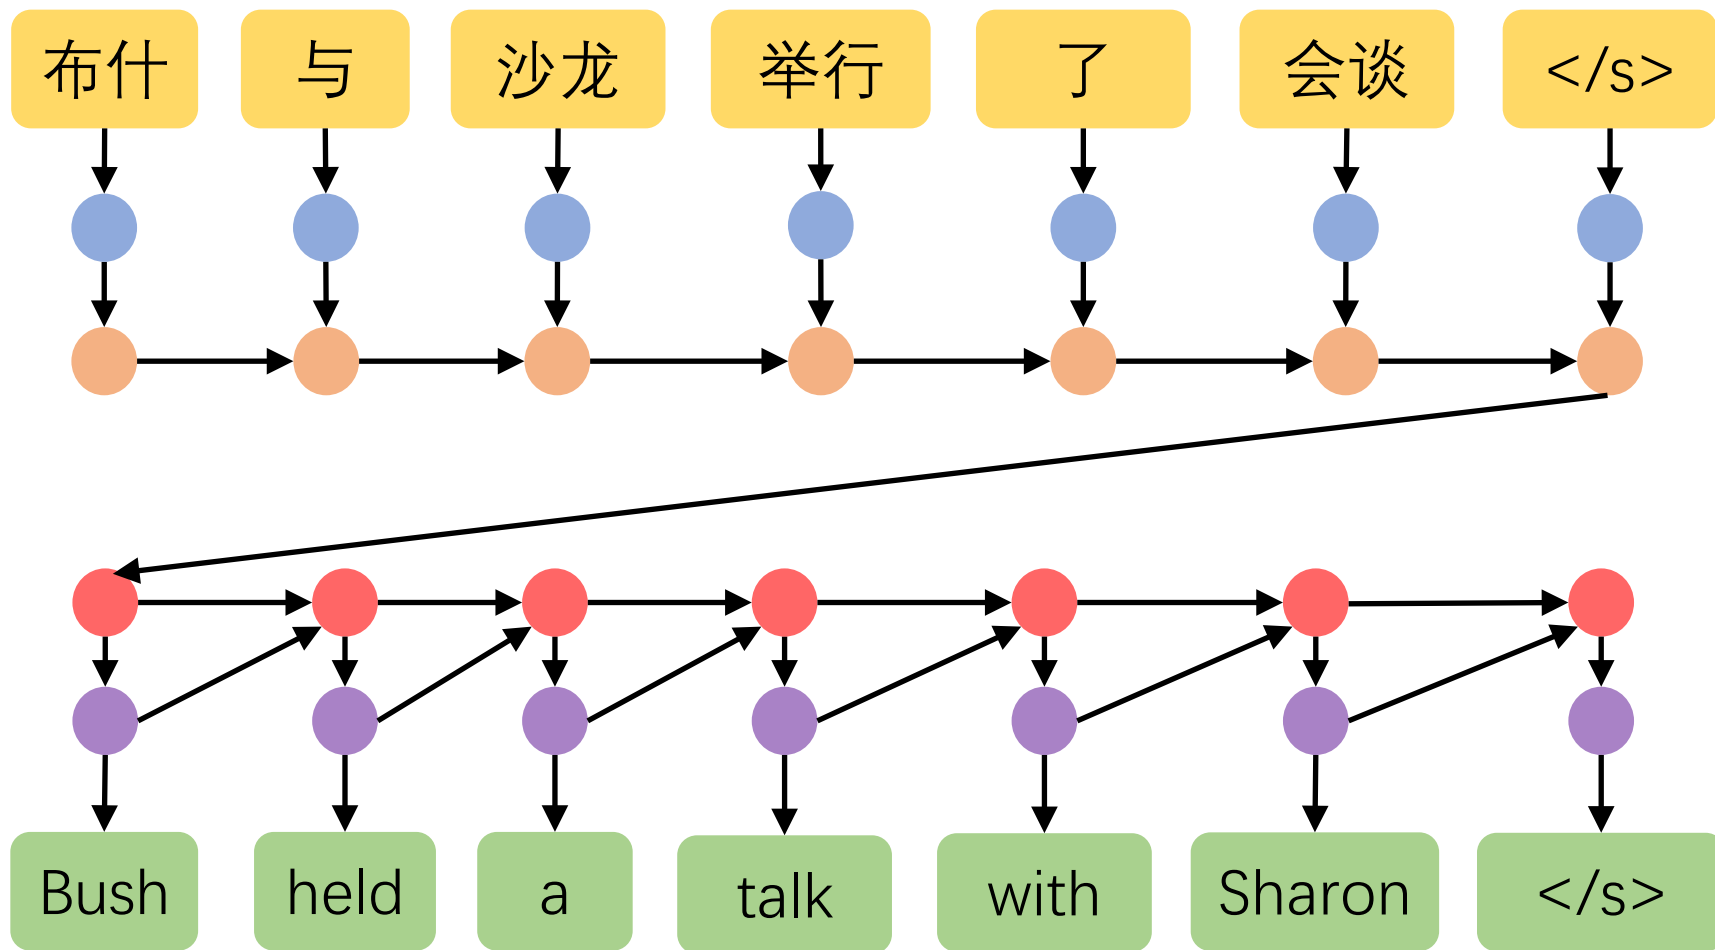 布什 与 沙龙 举行 了 会谈 </s>
Bush held a talk with Sharon </s>